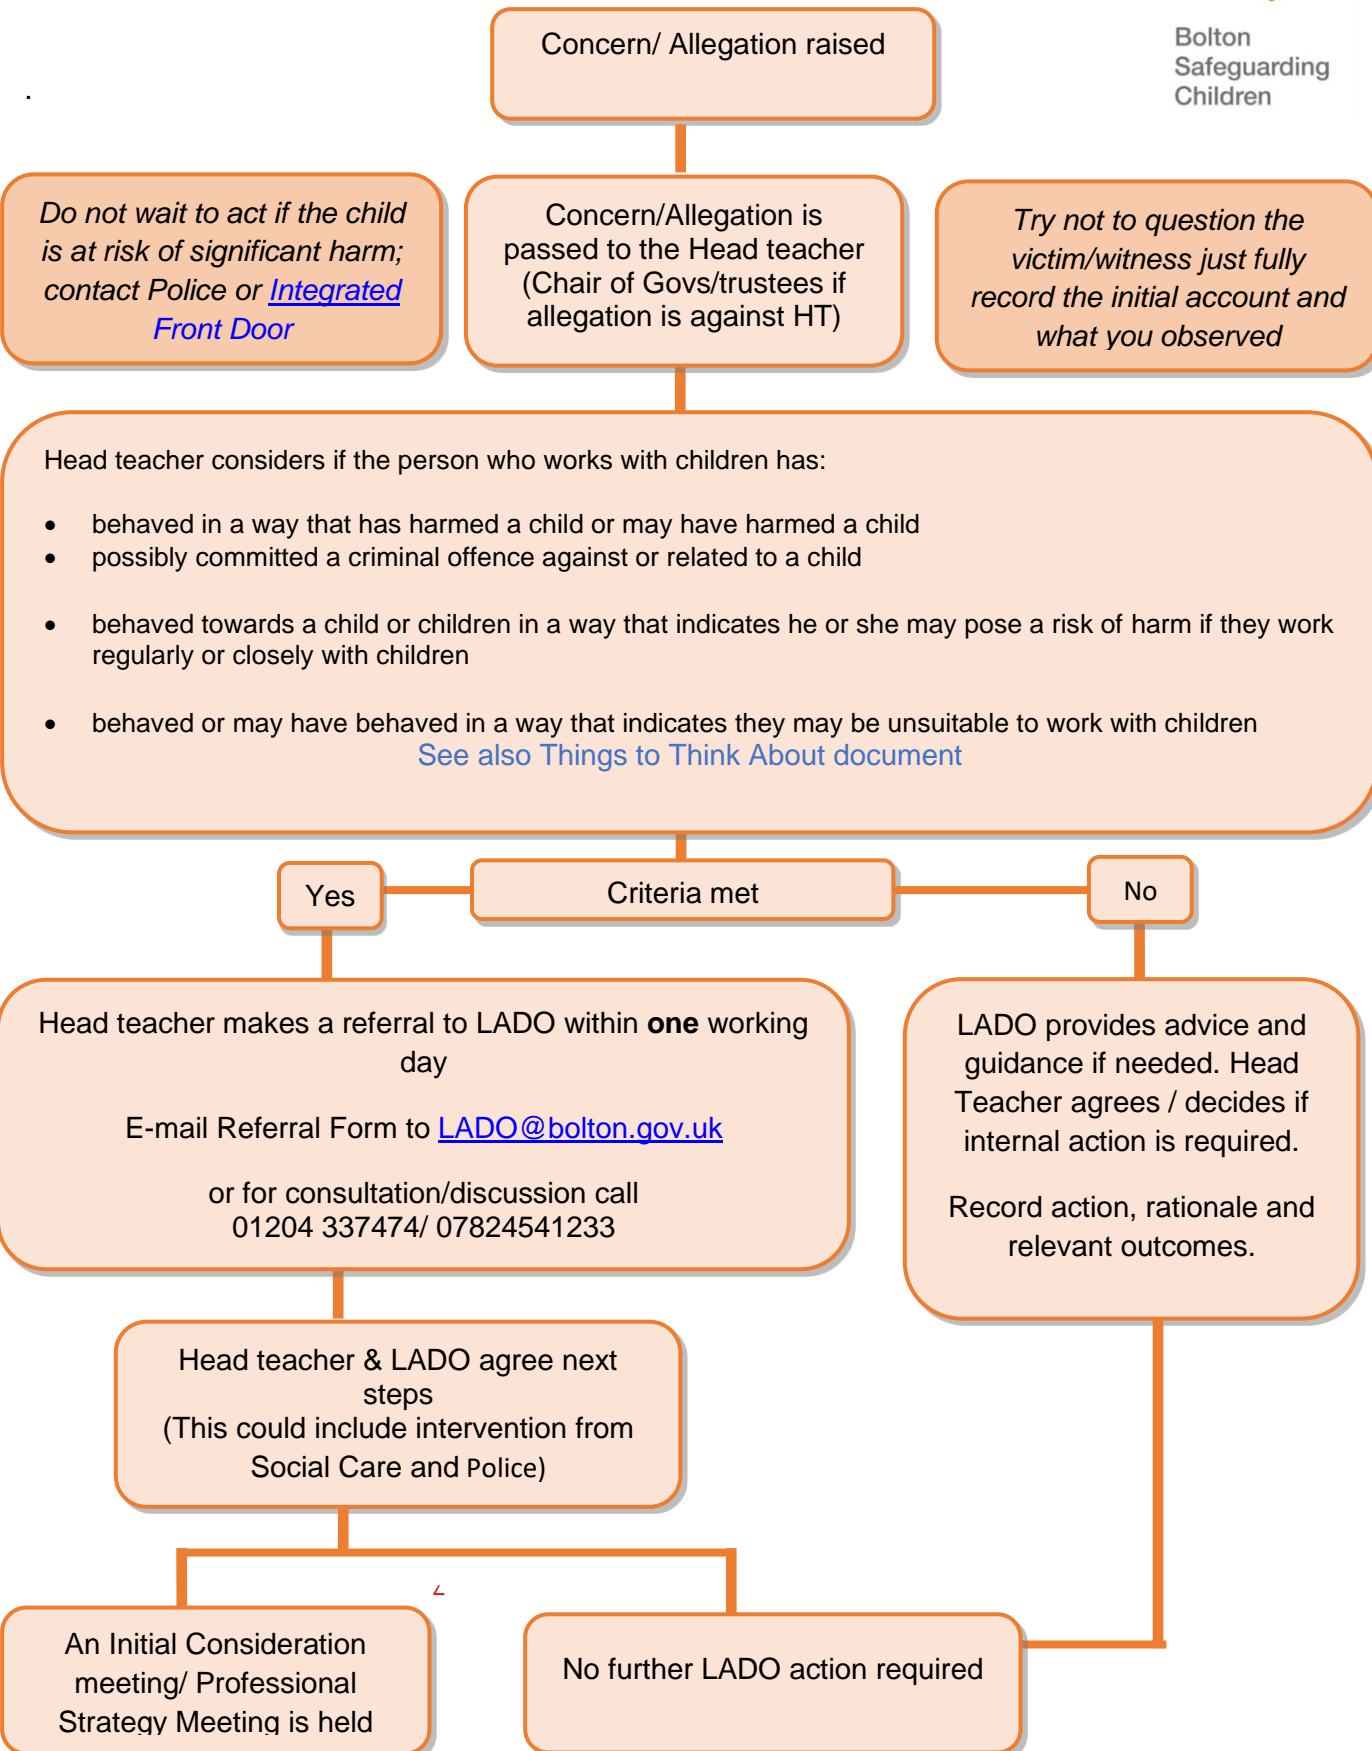 Concern/ Allegation raised
Bolton
Safeguarding
Children
.
Do not wait to act if the child
is at risk of significant harm;
contact Police or Integrated
Front Door
Concern/Allegation is
passed to the Head teacher
(Chair of Govs/trustees if
allegation is against HT)
Try not to question the
victim/witness just fully
record the initial account and
what you observed
Head teacher considers if the person who works with children has:
• behaved in a way that has harmed a child or may have harmed a child
• possibly committed a criminal offence against or related to a child
• behaved towards a child or children in a way that indicates he or she may pose a risk of harm if they work
regularly or closely with children
• behaved or may have behaved in a way that indicates they may be unsuitable to work with children
See also Things to Think About document
Yes
Criteria met
No
Head teacher makes a referral to LADO within one working
day
E-mail Referral Form to LADO@bolton.gov.uk
or for consultation/discussion call
01204 337474/ 07824541233
LADO provides advice and
guidance if needed. Head
Teacher agrees / decides if
internal action is required.
Record action, rationale and
relevant outcomes.
Head teacher & LADO agree next
steps
(This could include intervention from
Social Care and Police)
An Initial Consideration
meeting/ Professional
Strategy Meeting is held
No further LADO action required